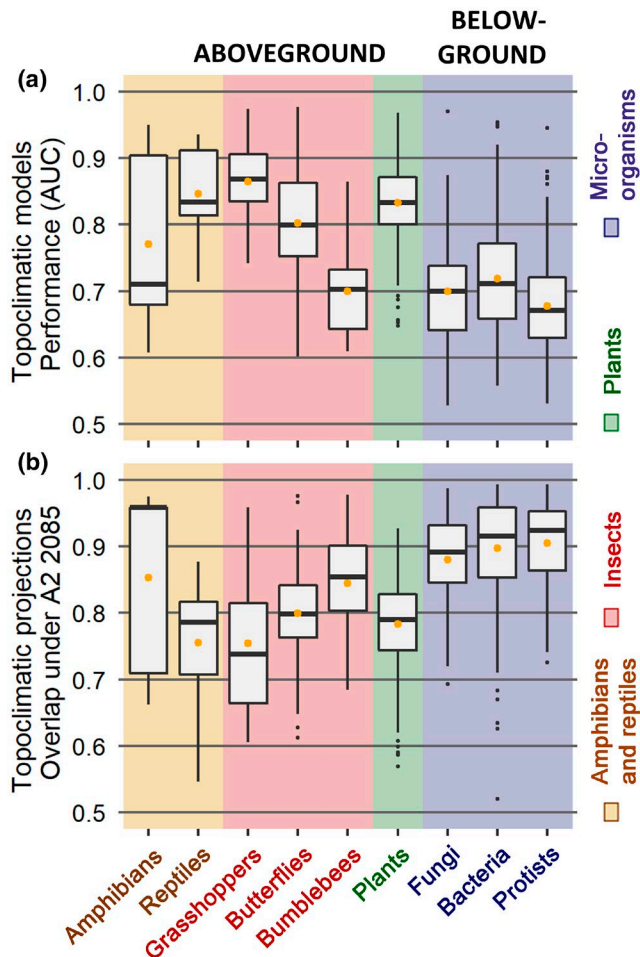 ABOVEGROUND
BELOW-
GROUND
(a)
Topoclimatic models
Performance (AUC)
1.0
0.9
0.8
0.7
0.6
0.5
(b)
Topoclimatic projections
Overlap under A2 2085
1.0
0.9
0.8
0.7
0.6
0.5
Amphibians
Reptiles
Grasshoppers
Butterflies
Bumblebees
Plants
Fungi
Bacteria
Protists
Micro-
organisms
Plants
Insects
Amphibians
and reptiles